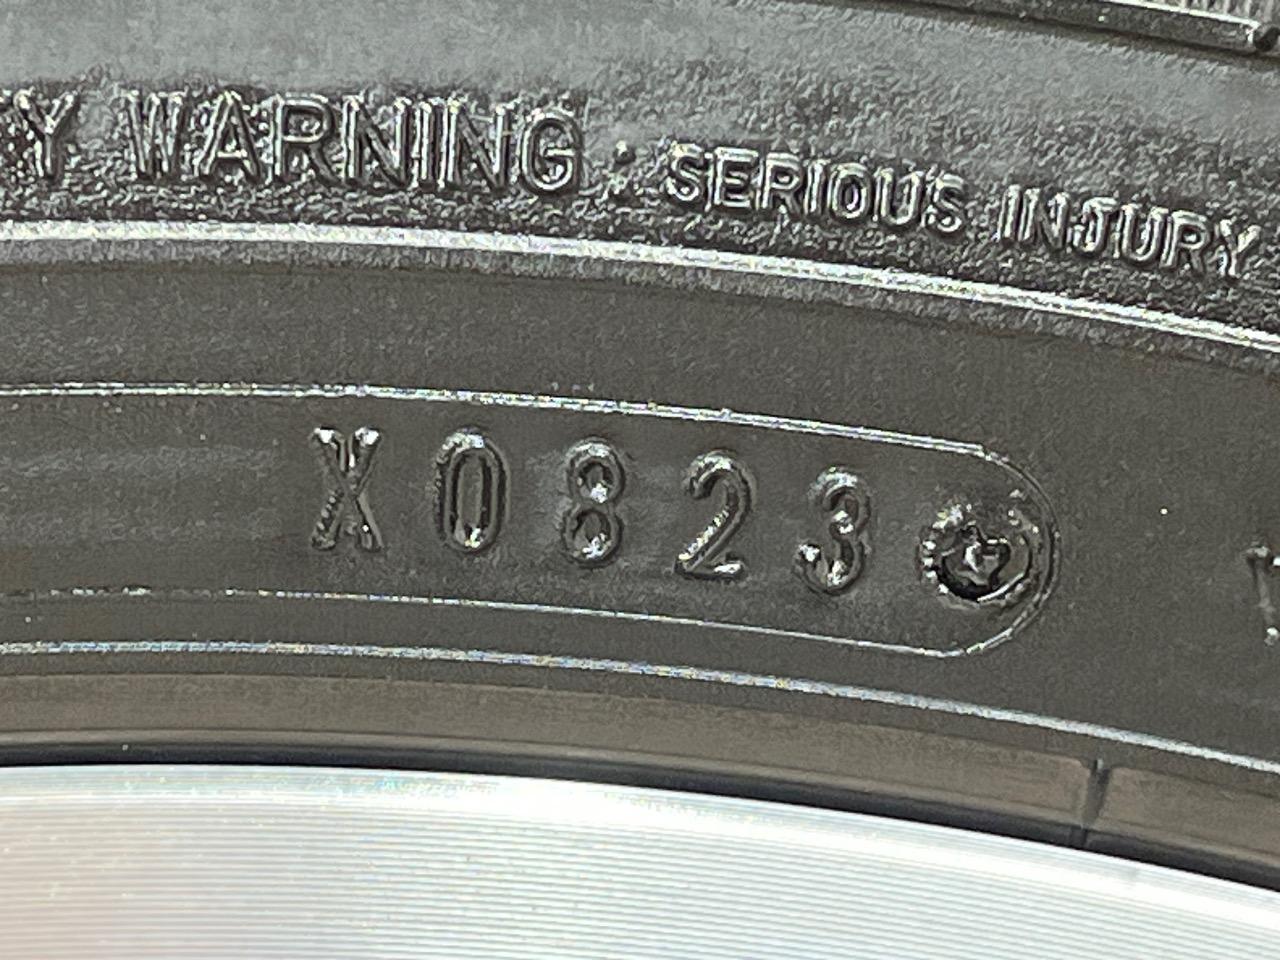 Y WARNING · SERIOUS INJURY
X0823